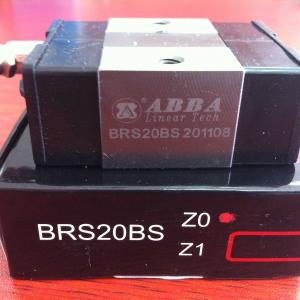 ABBA
Linear Tech
BRS20BS 201108
BRS20BS
Z0
Z1